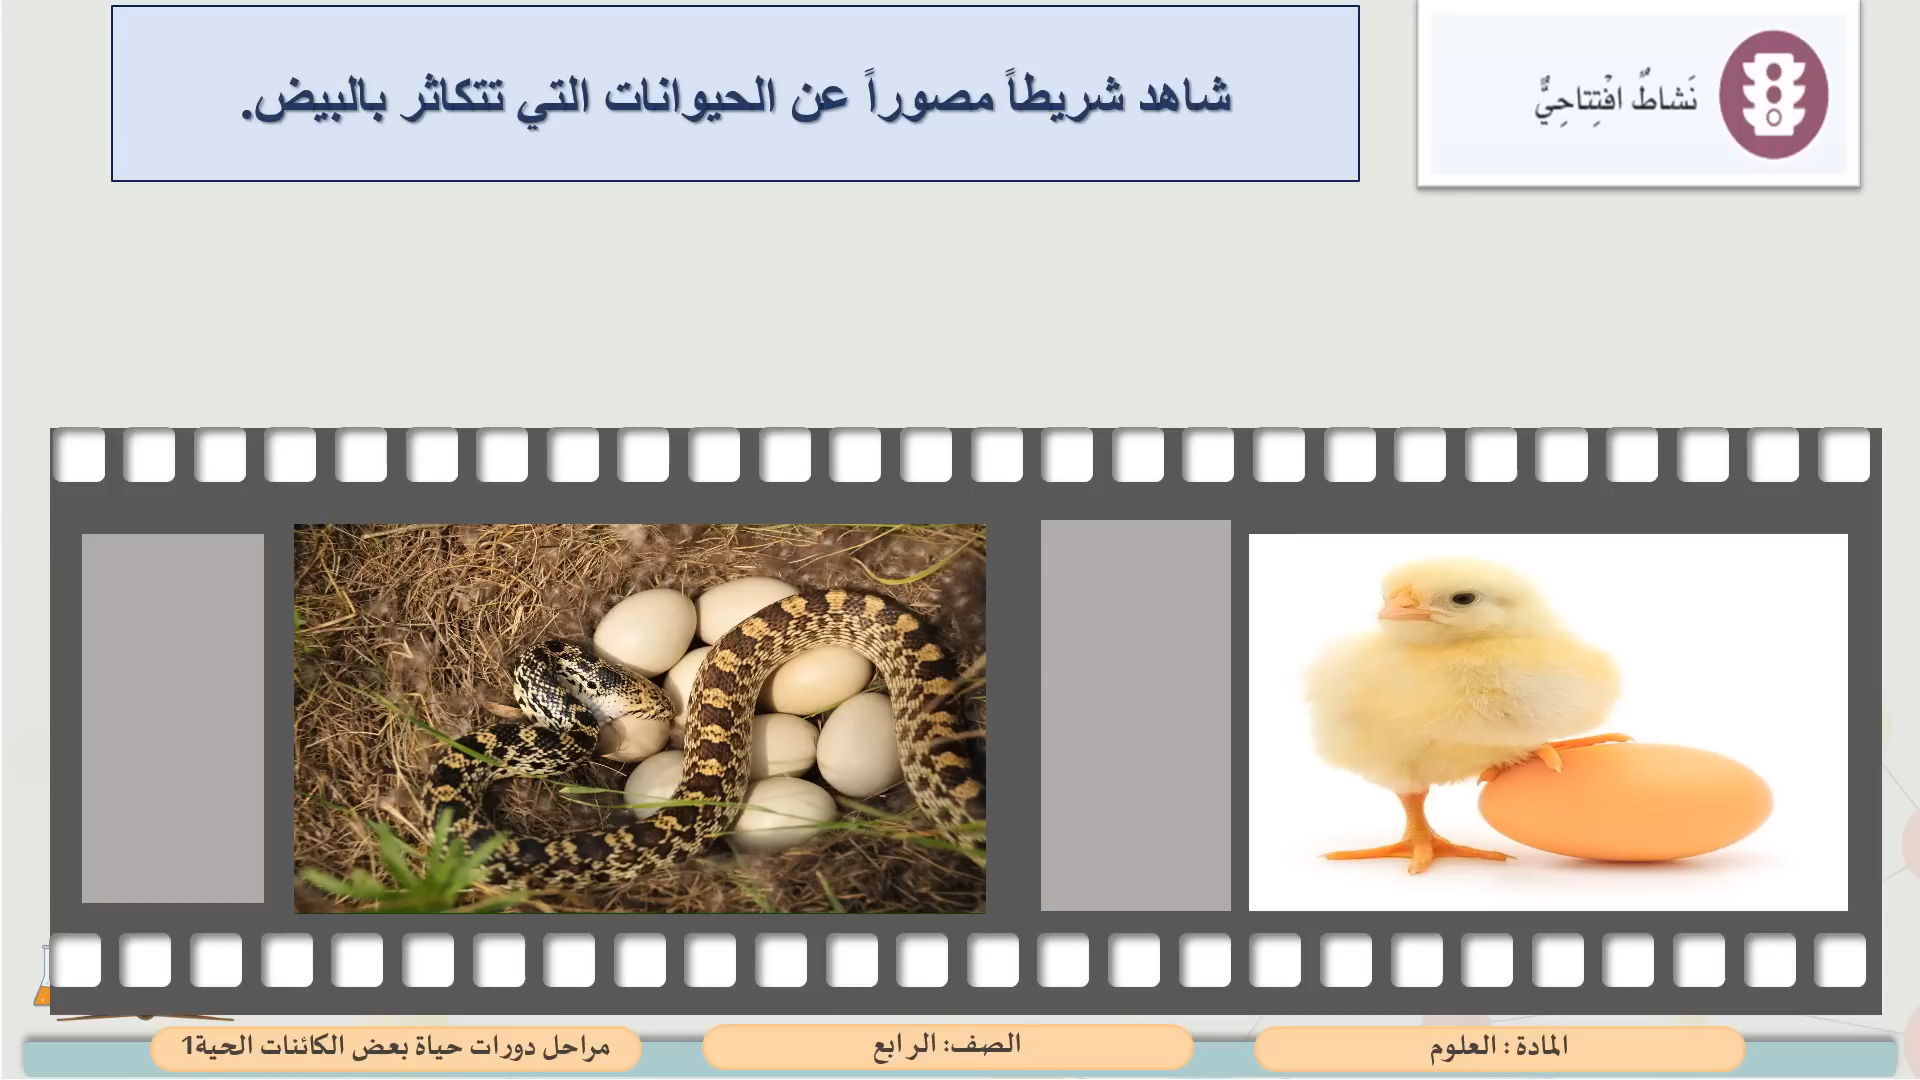 نَشاطٌ افْتِتاحِيٌّ
شاهد شريطاً مصوراً عن الحيوانات التي تتكاثر بالبيض.
المادة : العلوم
الصف: الرابع
مراحل دورات حياة بعض الكائنات الحية1